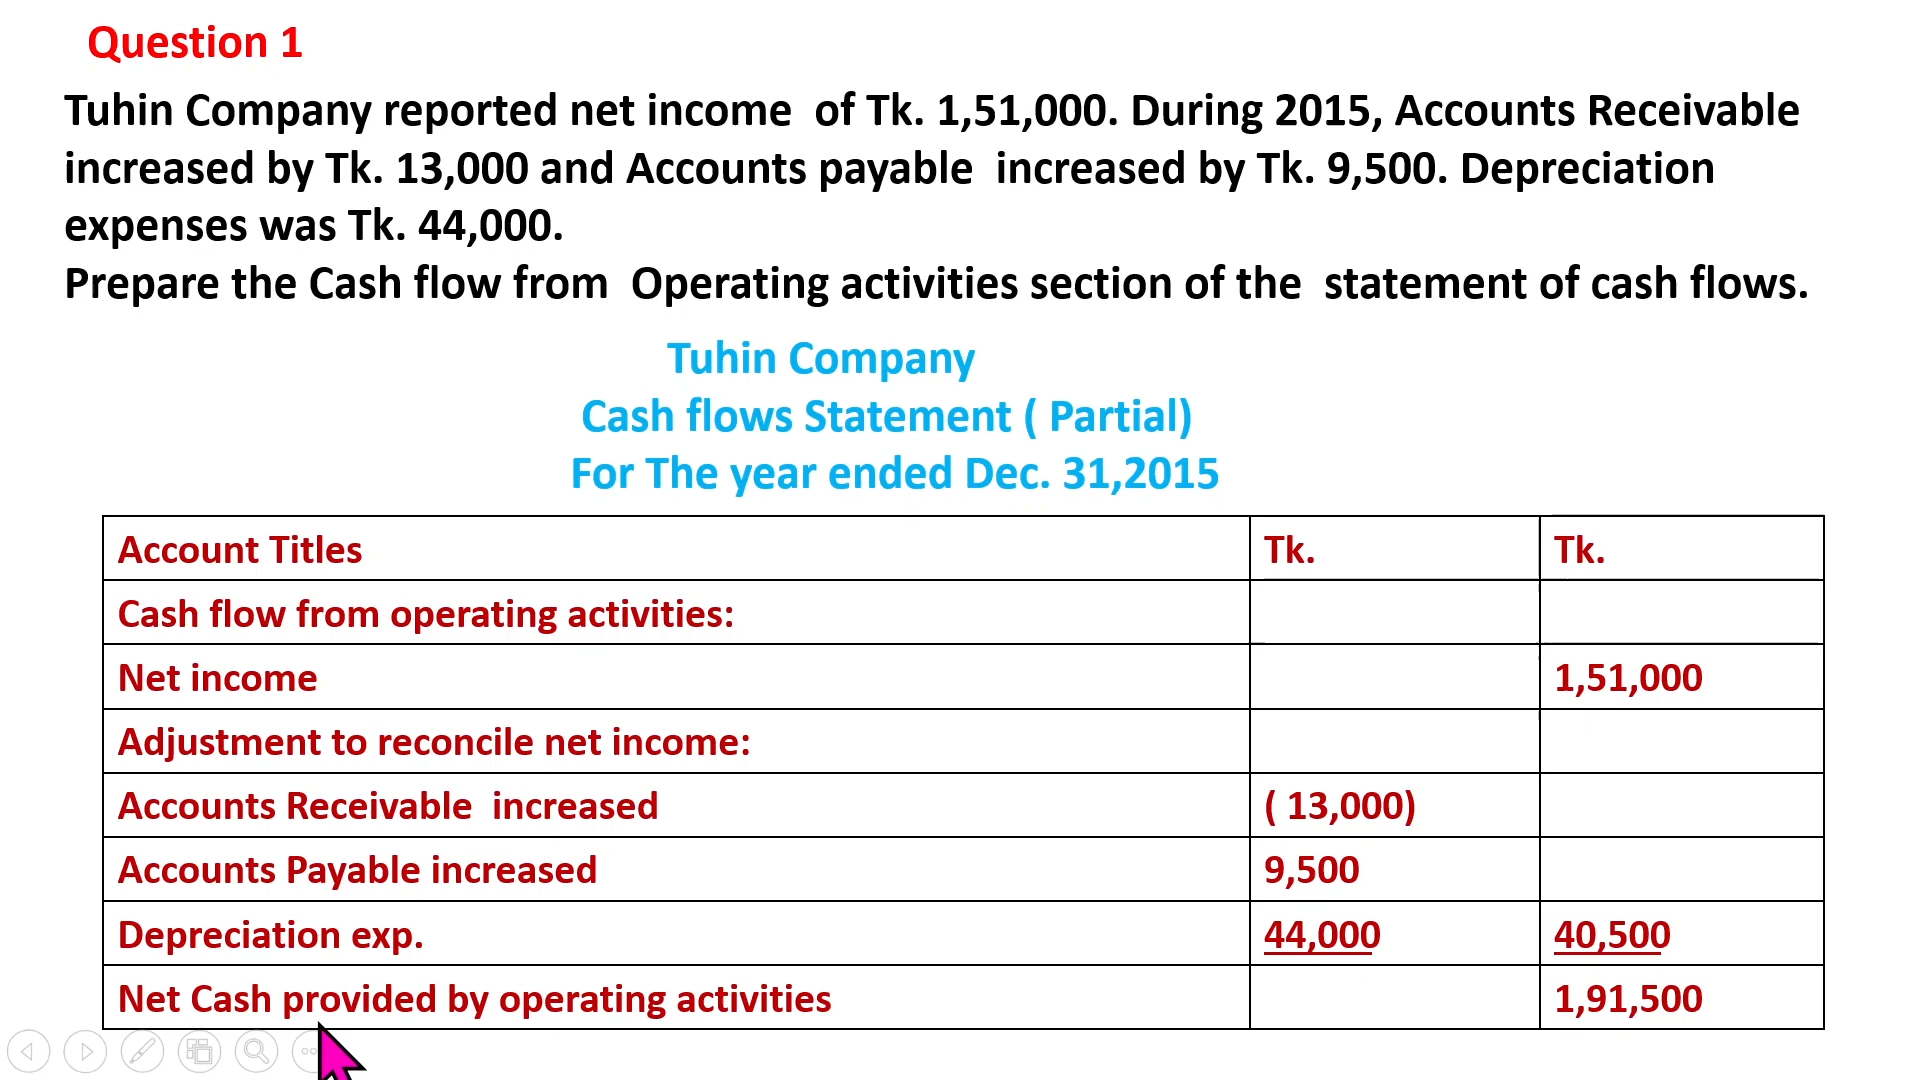 Question 1
Tuhin Company reported net income of Tk. 1,51,000. During 2015, Accounts Receivable
increased by Tk. 13,000 and Accounts payable increased by Tk. 9,500. Depreciation
expenses was Tk. 44,000.
Prepare the Cash flow from Operating activities section of the statement of cash flows.
Tuhin Company
Cash flows Statement ( Partial)
For The year ended Dec. 31,2015
Account Titles Tk. Tk.
Cash flow from operating activities:
Net income 1,51,000
Adjustment to reconcile net income:
Accounts Receivable increased ( 13,000)
Accounts Payable increased 9,500
Depreciation exp. 44,000 40,500
Net Cash provided by operating activities 1,91,500